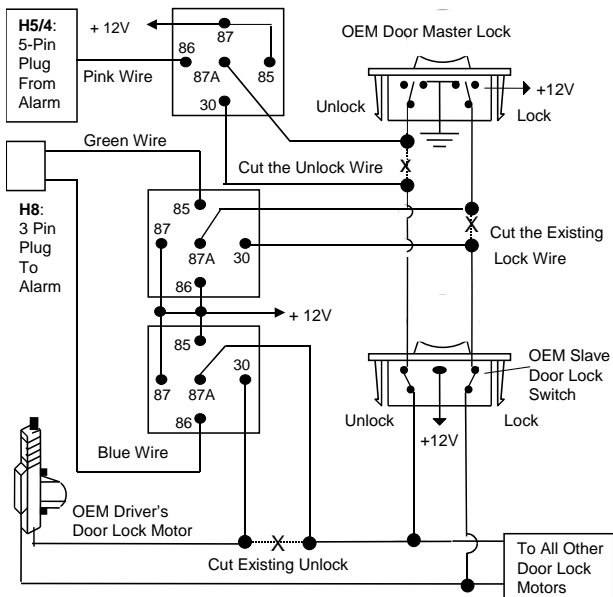 H5/4:
5-Pin
Plug
From
Alarm
+ 12V
87
86
87A
85
30
Pink Wire
OEM Door Master Lock
+12V
Unlock
Lock
Green Wire
Cut the Unlock Wire
X
H8:
3 Pin
Plug
To
Alarm
85
87
87A
30
86
X
Cut the Existing
Lock Wire
+ 12V
85
30
87
87A
86
OEM Slave
Door Lock
Switch
Unlock
Lock
+12V
Blue Wire
OEM Driver's
Door Lock Motor
X
Cut Existing Unlock
To All Other
Door Lock
Motors